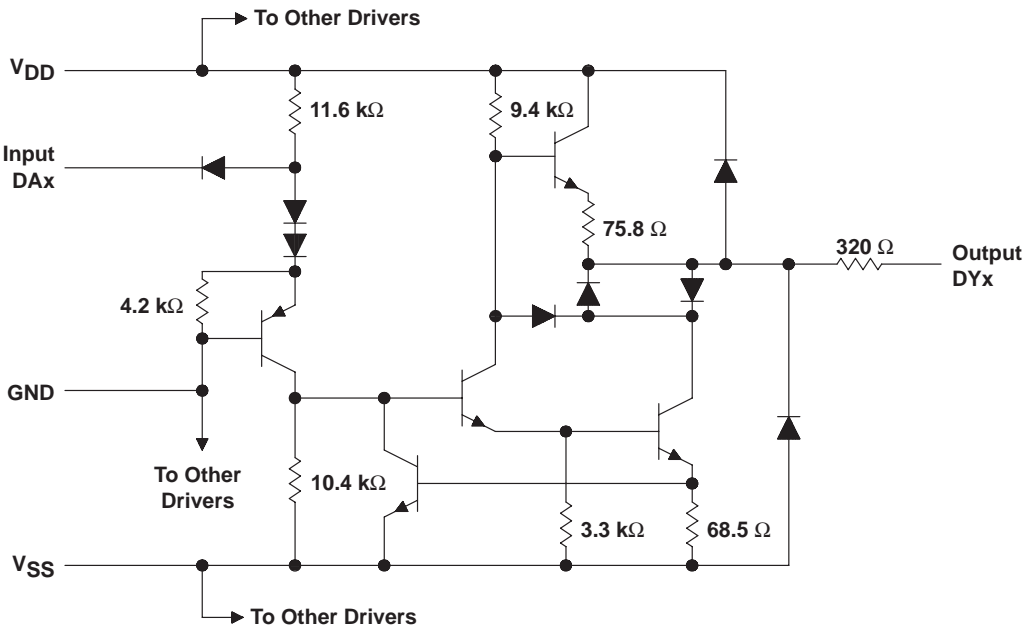 To Other Drivers
VDD
11.6 kΩ
9.4 kΩ
Input
DAx
75.8 Ω
320 Ω
Output
DYx
4.2 kΩ
GND
To Other
Drivers
10.4 kΩ
3.3 kΩ
68.5 Ω
VSS
To Other Drivers